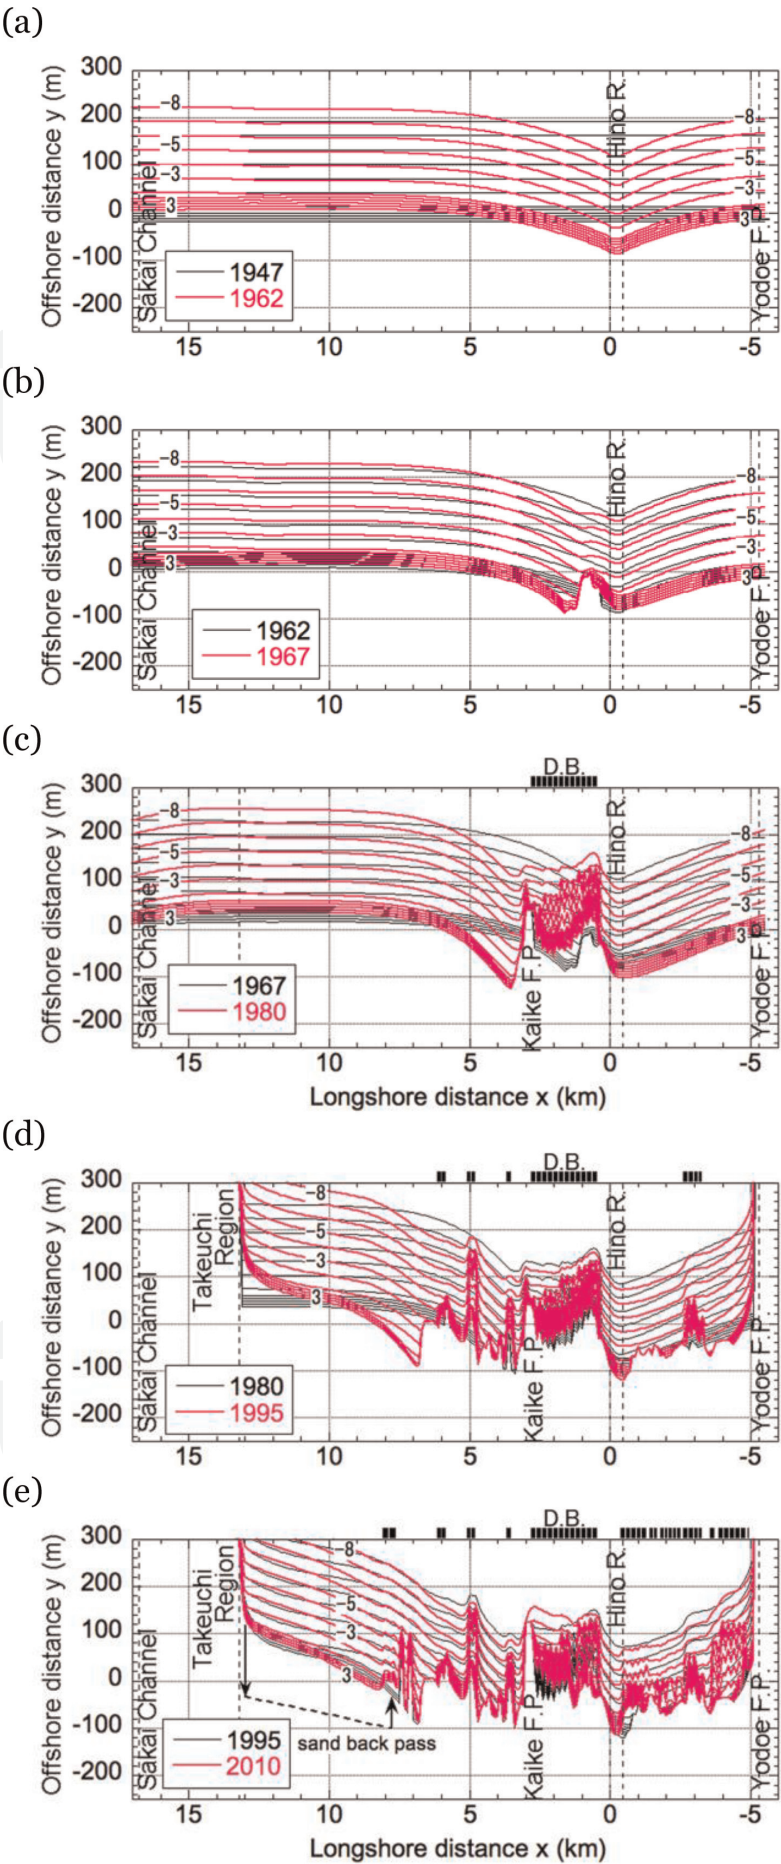 (a)
300
200
100
0
-100
-200
Offshore distance y (m)
Sakai Channel
-8
-5
-3
3
Hino R.
-8
-5
-3
3
Yodoe F.P.
1947
1962
15
10
5
0
-5
(b)
300
200
100
0
-100
-200
Offshore distance y (m)
Sakai Channel
-8
-5
-3
3
Hino R.
-8
-5
-3
3
Yodoe F.P.
1962
1967
15
10
5
0
-5
(c)
D.B.
300
200
100
0
-100
-200
Offshore distance y (m)
Sakai Channel
-8
-5
-3
3
Kaike F.P.
Hino R.
-8
-5
-3
3
Yodoe F.P.
1967
1980
15
10
5
0
-5
Longshore distance x (km)
(d)
D.B.
300
200
100
0
-100
-200
Offshore distance y (m)
Sakai Channel
Takeuchi
Region
-8
-5
-3
3
Kaike F.P.
Hino R.
Yodoe F.P.
1980
1995
15
10
5
0
-5
(e)
D.B.
300
200
100
0
-100
-200
Offshore distance y (m)
Sakai Channel
Takeuchi
Region
-8
-5
-3
3
Kaike F.P.
Hino R.
Yodoe F.P.
sand back pass
1995
2010
15
10
5
0
-5
Longshore distance x (km)